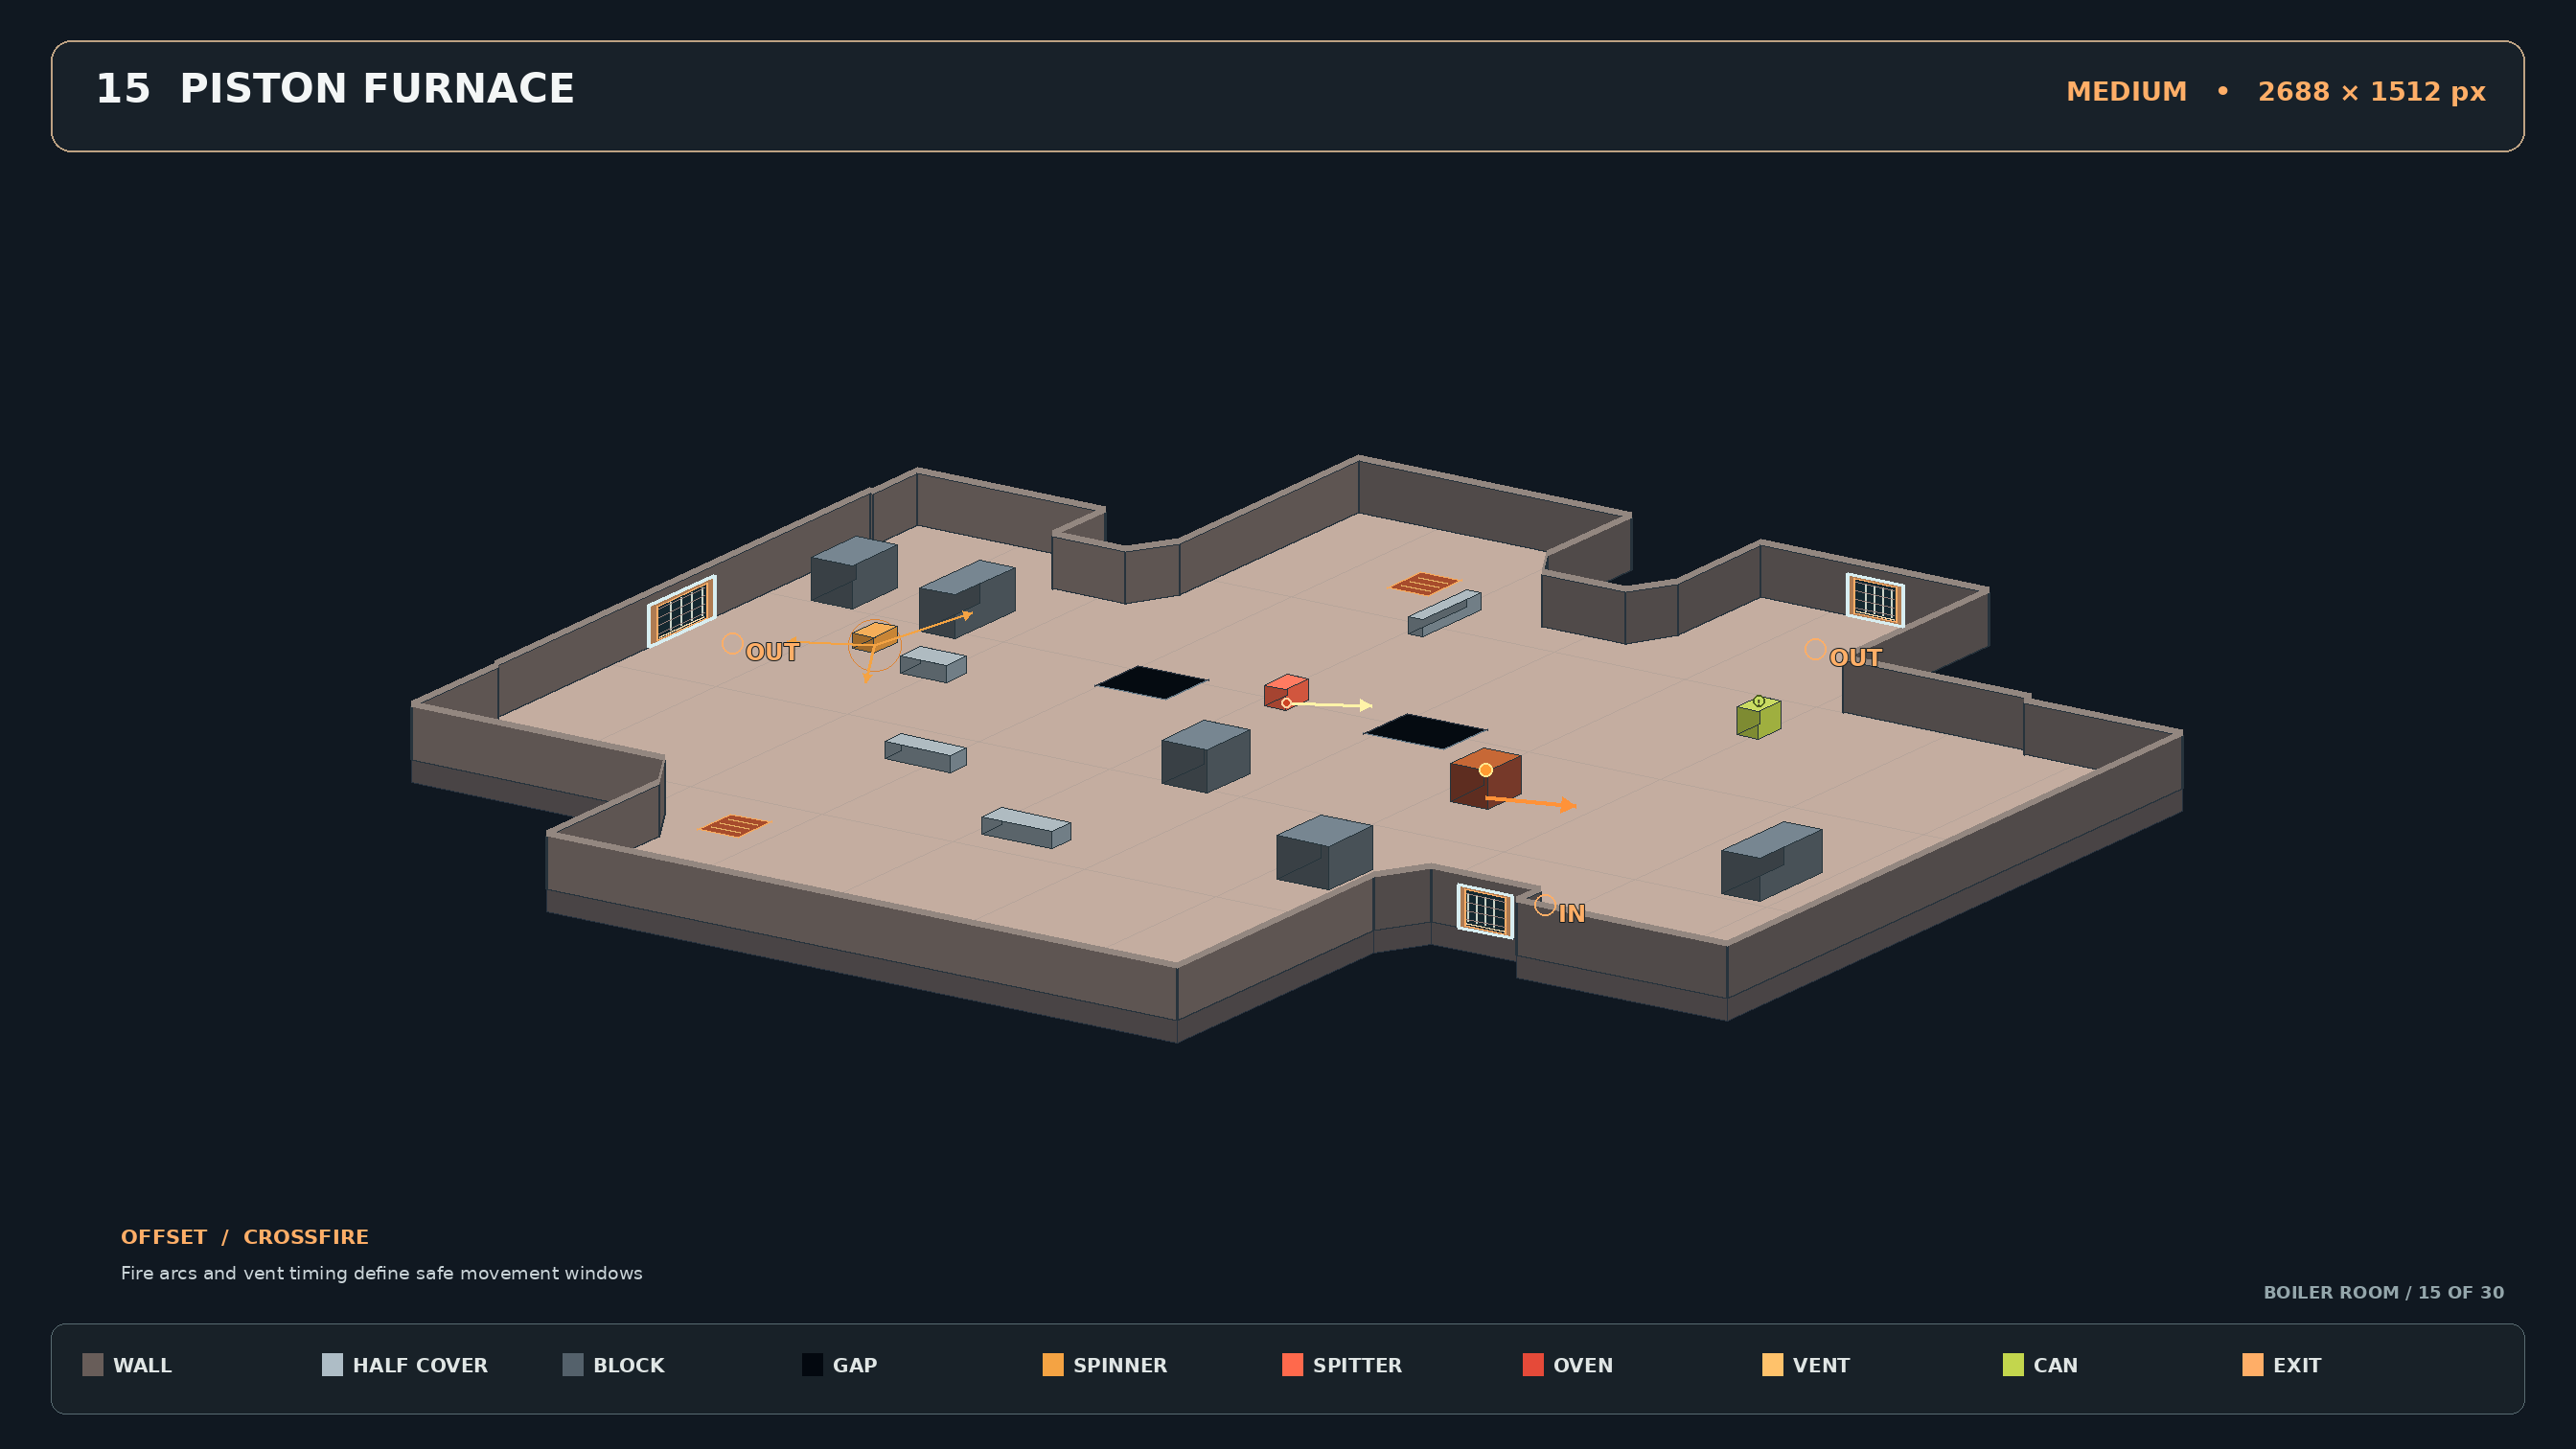 15 PISTON FURNACE
MEDIUM • 2688 × 1512 px
OUT
OUT
IN
OFFSET / CROSSFIRE
Fire arcs and vent timing define safe movement windows
BOILER ROOM / 15 OF 30
WALL HALF COVER BLOCK GAP SPINNER SPITTER OVEN VENT CAN EXIT